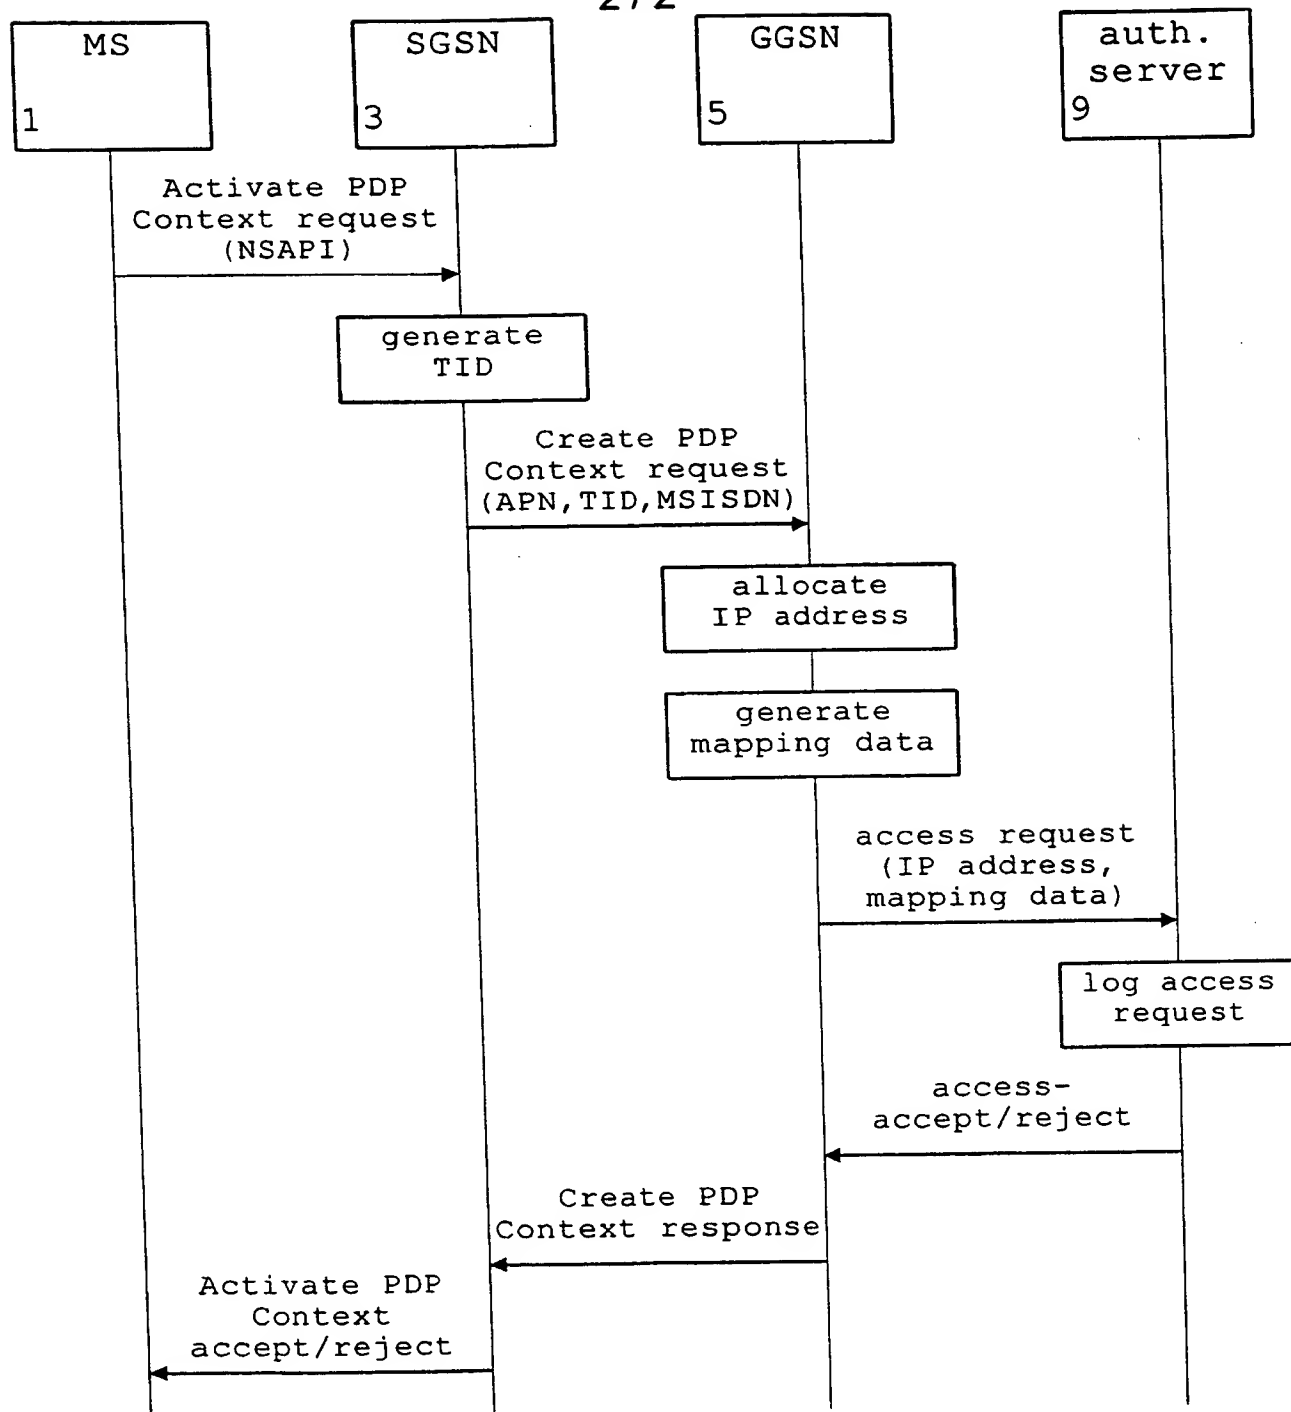 2/2
MS
1
SGSN
3
GGSN
5
auth.
server
9
Activate PDP
Context request
(NSAPI)
generate
TID
Create PDP
Context request
(APN,TID,MSISDN)
allocate
IP address
generate
mapping data
access request
(IP address,
mapping data)
log access
request
access-
accept/reject
Create PDP
Context response
Activate PDP
Context
accept/reject